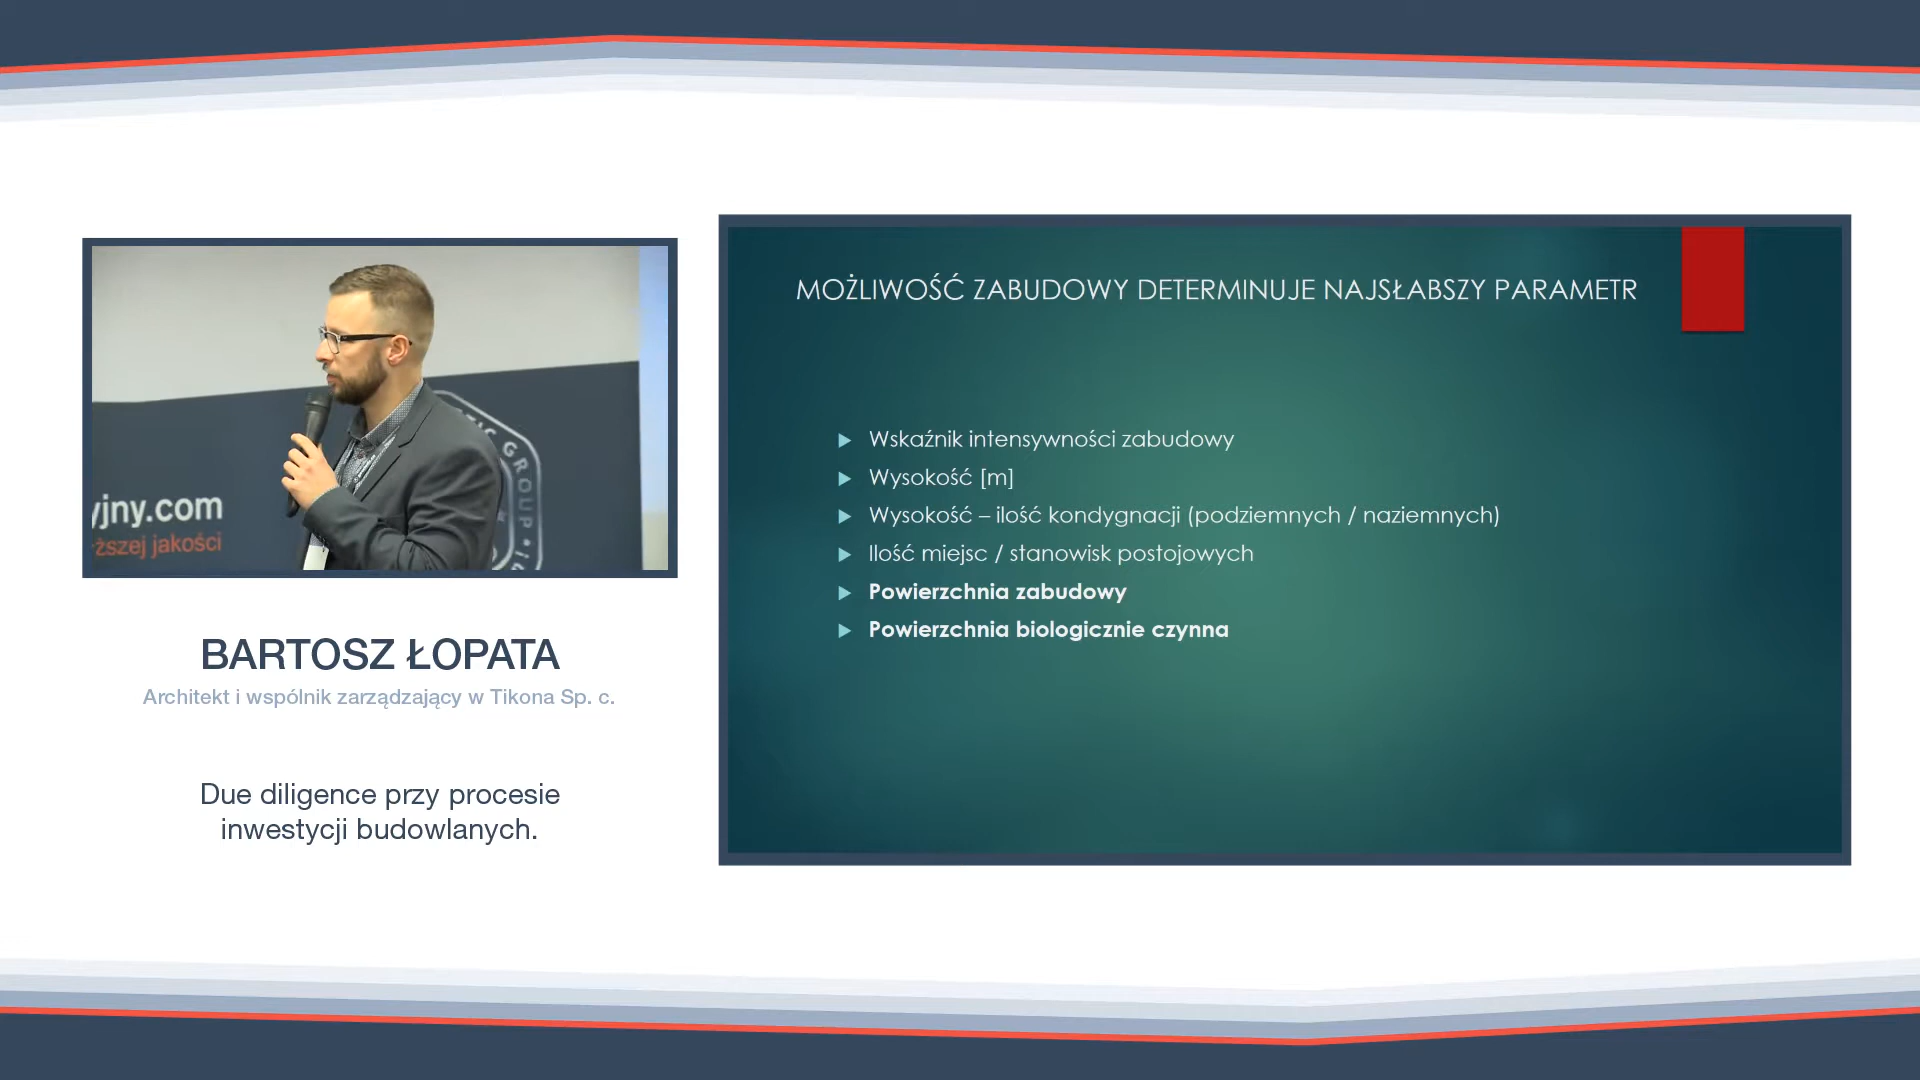 MOŻLIWOŚĆ ZABUDOWY DETERMINUJE NAJSŁABSZY PARAMETR
Wskaźnik intensywności zabudowy
Wysokość [m]
Wysokość – ilość kondygnacji (podziemnych / naziemnych)
Ilość miejsc / stanowisk postojowych
Powierzchnia zabudowy
Powierzchnia biologicznie czynna
yjny.com
ższej jakości
GROUP
BARTOSZ ŁOPATA
Architekt i wspólnik zarządzający w Tikona Sp. c.
Due diligence przy procesie
inwestycji budowlanych.